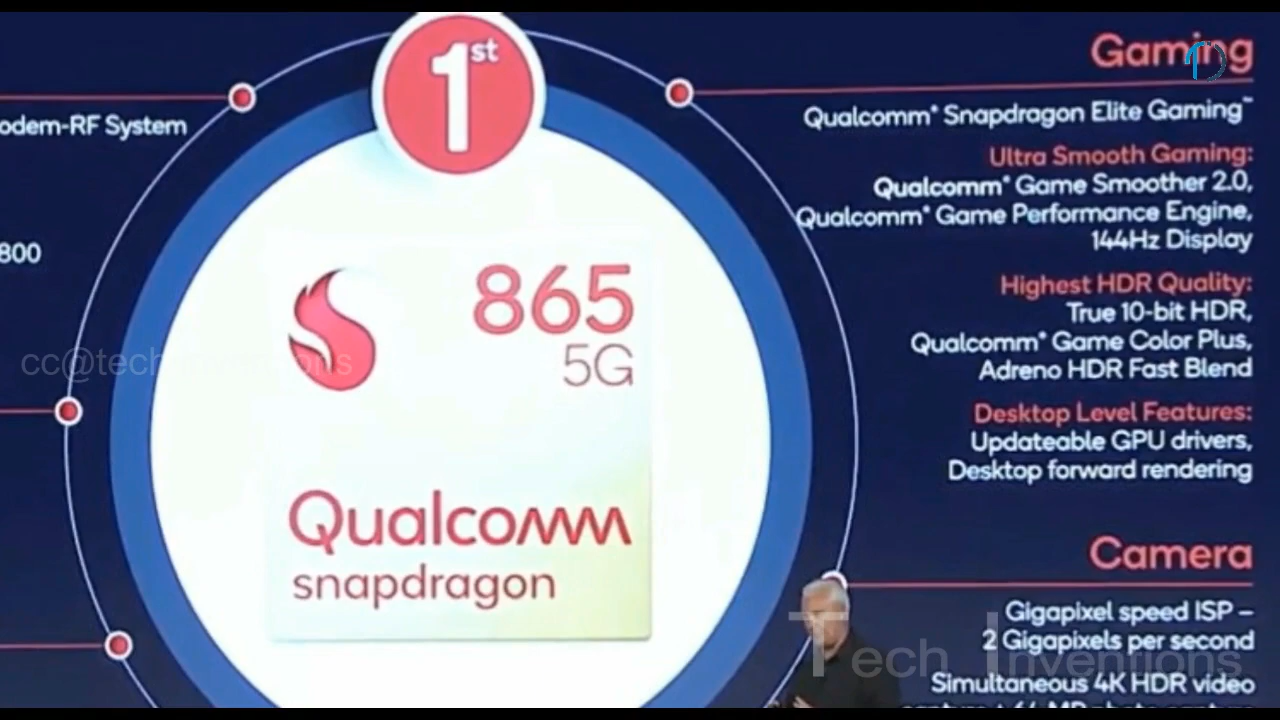 1st
odem-RF System
800
865
5G
Qualcomm
snapdragon
Gaming
Qualcomm® Snapdragon Elite Gaming™
Ultra Smooth Gaming:
Qualcomm® Game Smoother 2.0,
Qualcomm® Game Performance Engine,
144Hz Display
Highest HDR Quality:
True 10-bit HDR,
Qualcomm® Game Color Plus,
Adreno HDR Fast Blend
Desktop Level Features:
Updateable GPU drivers,
Desktop forward rendering
Camera
Gigapixel speed ISP –
2 Gigapixels per second
Simultaneous 4K HDR video
cc@tech-inventions
Tech Inventions